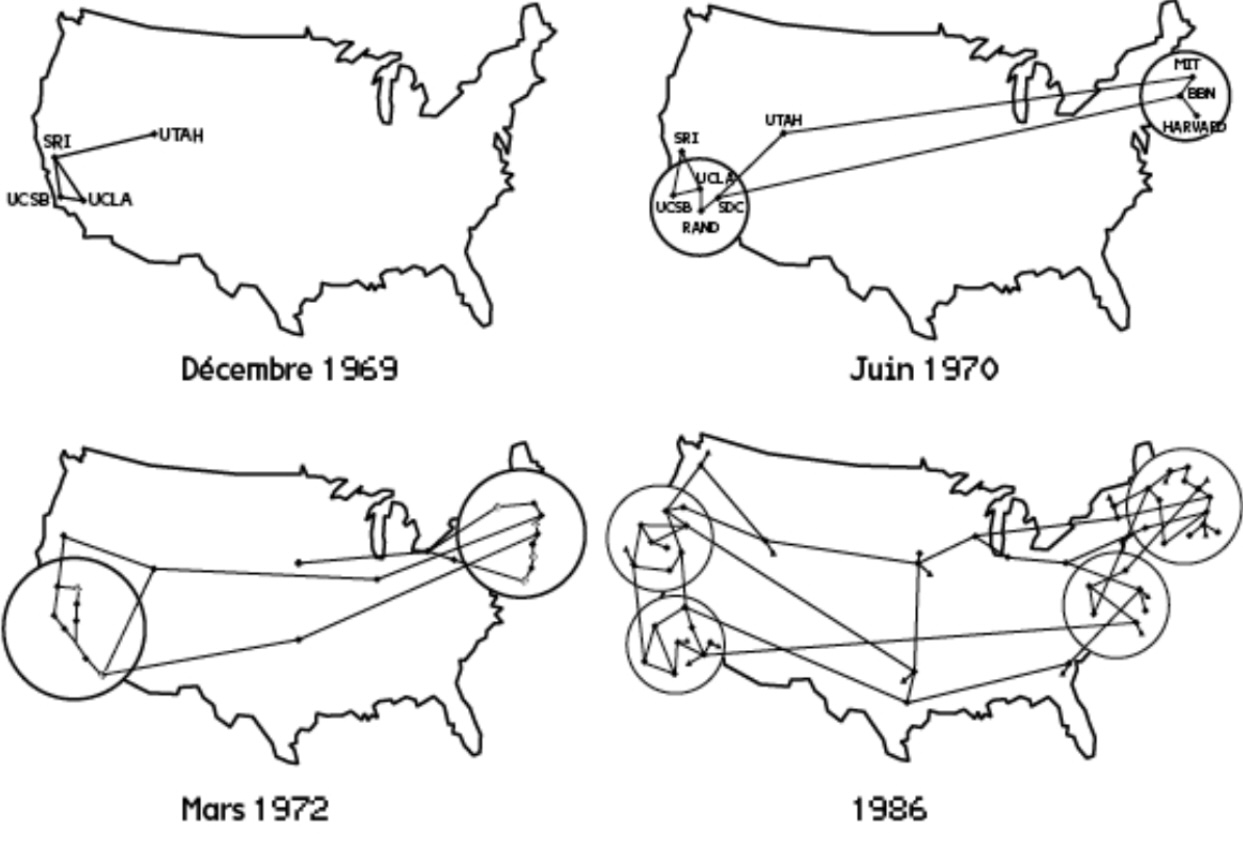 SRI
UTAH
UCSB
UCLA
Décembre 1969
MIT
BBN
HARVARD
UTAH
SRI
UCLA
UCSB
SDC
RAND
Juin 1970
Mars 1972
1986